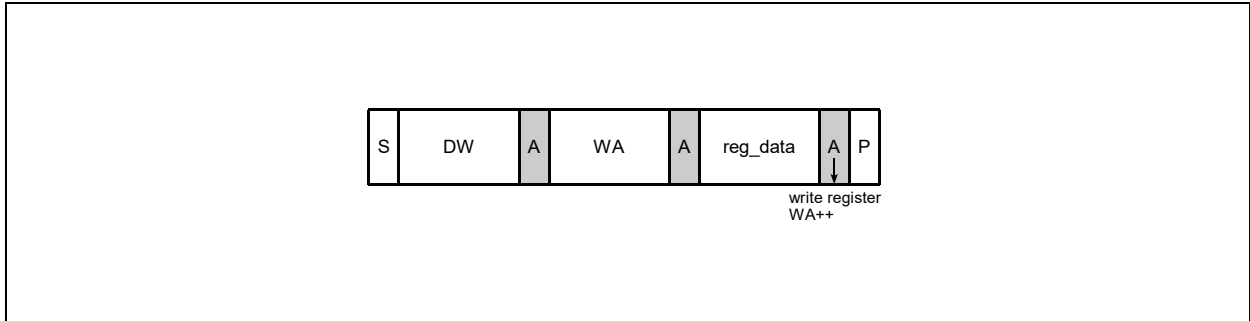 S DW A WA A reg_data A P
write register
WA++